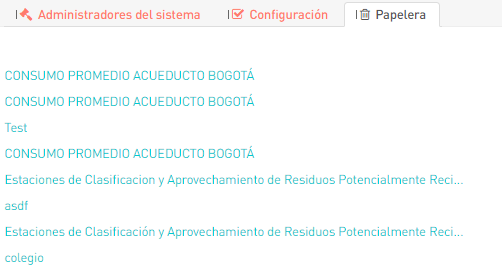 Administradores del sistema Configuración Papelera
CONSUMO PROMEDIO ACUEDUCTO BOGOTÁ
CONSUMO PROMEDIO ACUEDUCTO BOGOTÁ
Test
CONSUMO PROMEDIO ACUEDUCTO BOGOTÁ
Estaciones de Clasificacion y Aprovechamiento de Residuos Potencialmente Reci...
asdf
Estaciones de Clasificación y Aprovechamiento de Residuos Potencialmente Reci...
colegio